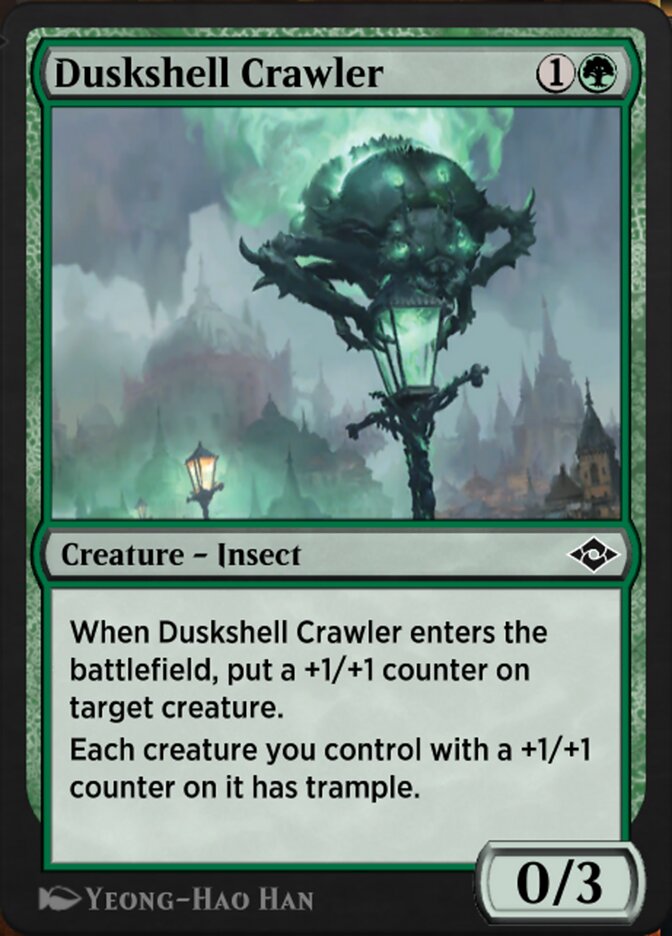 Duskshell Crawler 1
Creature – Insect
When Duskshell Crawler enters the
battlefield, put a +1/+1 counter on
target creature.
Each creature you control with a +1/+1
counter on it has trample.
0/3
Yeong-Hao Han